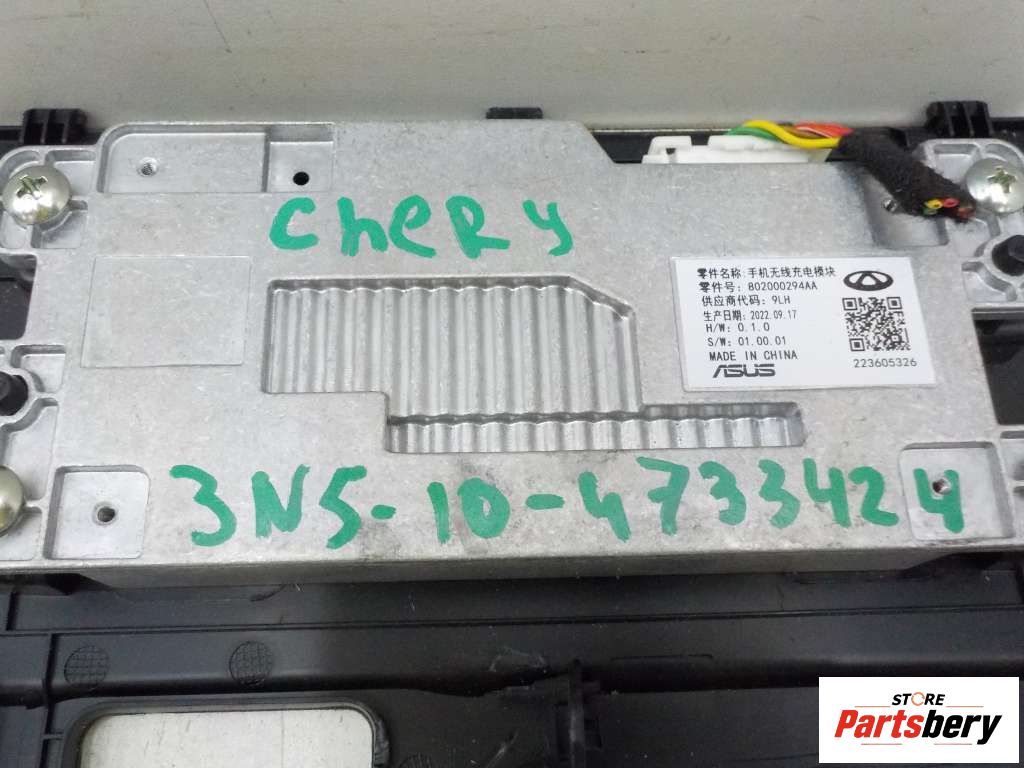 CheRy
零件名称: 手机无线充电模块
零件号: 802000294AA
供应商代码: 9LH
生产日期: 2022.09.17
H/W: 0.1.0
S/W: 01.00.01
MADE IN CHINA
ASUS
223605326
3N5-10-4733424
STORE
Partsbery